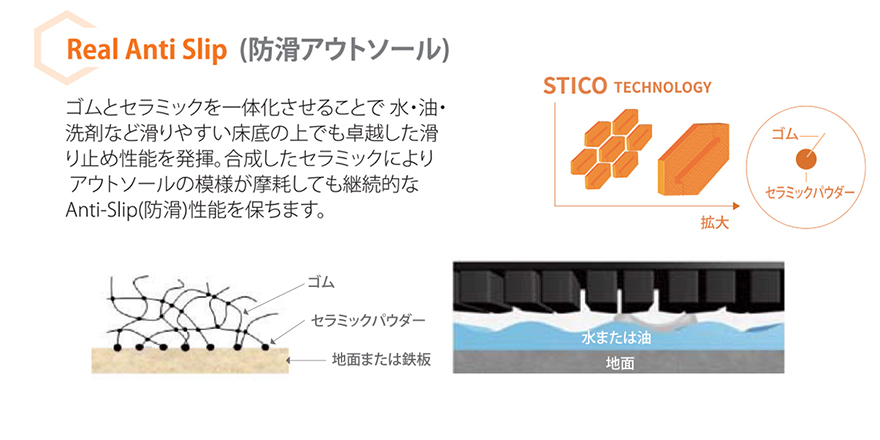 Real Anti Slip (防滑アウトソール)
ゴムとセラミックを一体化させることで 水・油・
洗剤など滑りやすい床底の上でも卓越した滑
り止め性能を発揮。合成したセラミックにより
アウトソールの模様が摩耗しても継続的な
Anti-Slip(防滑)性能を保ちます。
STICO TECHNOLOGY
ゴム
セラミックパウダー
拡大
ゴム
セラミックパウダー
地面または鉄板
水または油
地面